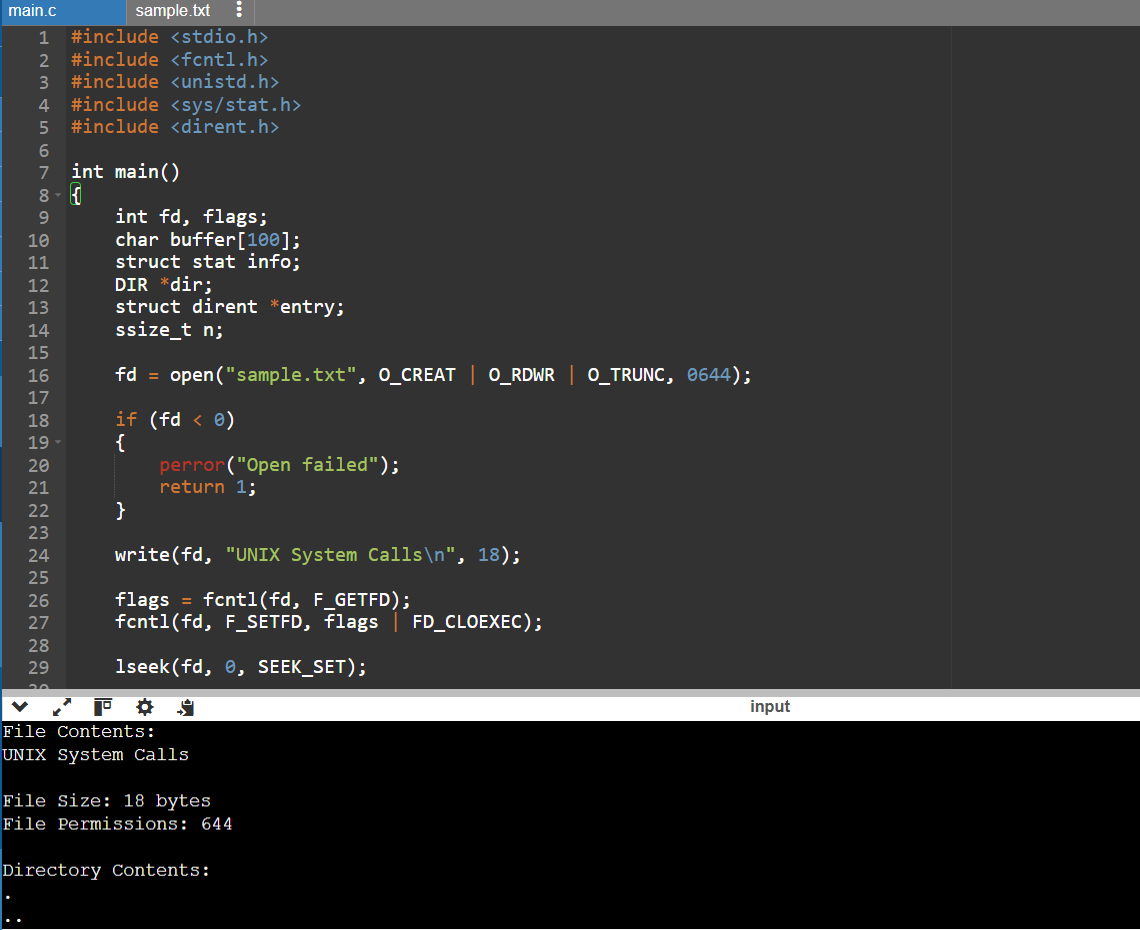 main.c sample.txt
1 #include <stdio.h>
2 #include <fcntl.h>
3 #include <unistd.h>
4 #include <sys/stat.h>
5 #include <dirent.h>
6
7 int main()
8 {
9     int fd, flags;
10     char buffer[100];
11     struct stat info;
12     DIR *dir;
13     struct dirent *entry;
14     ssize_t n;
15
16     fd = open("sample.txt", O_CREAT | O_RDWR | O_TRUNC, 0644);
17
18     if (fd < 0)
19     {
20         perror("Open failed");
21         return 1;
22     }
23
24     write(fd, "UNIX System Calls\n", 18);
25
26     flags = fcntl(fd, F_GETFD);
27     fcntl(fd, F_SETFD, flags | FD_CLOEXEC);
28
29     lseek(fd, 0, SEEK_SET);
30
input
File Contents:
UNIX System Calls
File Size: 18 bytes
File Permissions: 644
Directory Contents:
.
..